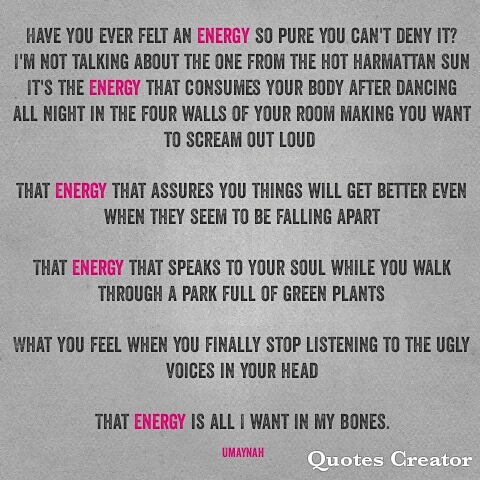 HAVE YOU EVER FELT AN ENERGY SO PURE YOU CAN'T DENY IT?
I'M NOT TALKING ABOUT THE ONE FROM THE HOT HARMATTAN SUN
IT'S THE ENERGY THAT CONSUMES YOUR BODY AFTER DANCING
ALL NIGHT IN THE FOUR WALLS OF YOUR ROOM MAKING YOU WANT
TO SCREAM OUT LOUD
THAT ENERGY THAT ASSURES YOU THINGS WILL GET BETTER EVEN
WHEN THEY SEEM TO BE FALLING APART
THAT ENERGY THAT SPEAKS TO YOUR SOUL WHILE YOU WALK
THROUGH A PARK FULL OF GREEN PLANTS
WHAT YOU FEEL WHEN YOU FINALLY STOP LISTENING TO THE UGLY
VOICES IN YOUR HEAD
THAT ENERGY IS ALL I WANT IN MY BONES.
UMAYNAH
Quotes Creator